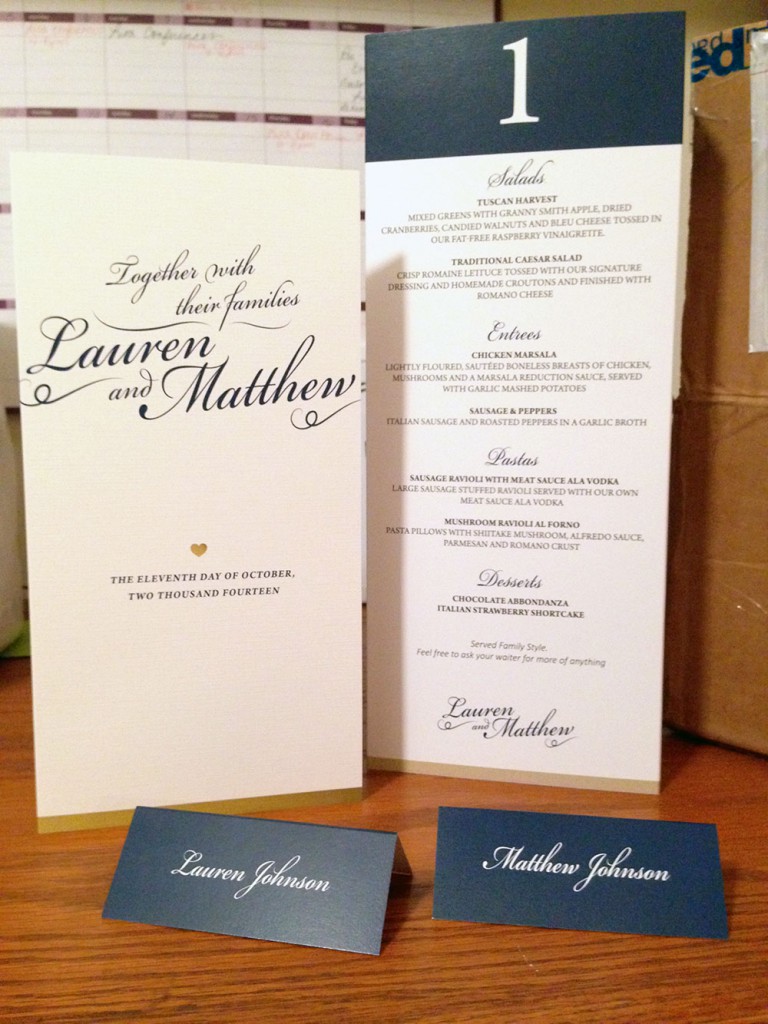 Together with
their families
Lauren
and Matthew
THE ELEVENTH DAY OF OCTOBER,
TWO THOUSAND FOURTEEN
1
Salads
TUSCAN HARVEST
MIXED GREENS WITH GRANNY SMITH APPLE, DRIED
CRANBERRIES, CANDIED WALNUTS AND BLEU CHEESE TOSSED IN
OUR FAT-FREE RASPBERRY VINAIGRETTE.
TRADITIONAL CAESAR SALAD
CRISP ROMAINE LETTUCE TOSSED WITH OUR SIGNATURE
DRESSING AND HOMEMADE CROUTONS AND FINISHED WITH
ROMANO CHEESE
Entrees
CHICKEN MARSALA
LIGHTLY FLOURED, SAUTÉED BONELESS BREASTS OF CHICKEN,
MUSHROOMS AND A MARSALA REDUCTION SAUCE, SERVED
WITH GARLIC MASHED POTATOES
SAUSAGE & PEPPERS
ITALIAN SAUSAGE AND ROASTED PEPPERS IN A GARLIC BROTH
Pastas
SAUSAGE RAVIOLI WITH MEAT SAUCE ALA VODKA
LARGE SAUSAGE STUFFED RAVIOLI SERVED WITH OUR OWN
MEAT SAUCE ALA VODKA
MUSHROOM RAVIOLI AL FORNO
PASTA PILLOWS WITH SHIITAKE MUSHROOM, ALFREDO SAUCE,
PARMESAN AND ROMANO CRUST
Desserts
CHOCOLATE ABBONDANZA
ITALIAN STRAWBERRY SHORTCAKE
Served Family Style.
Feel free to ask your waiter for more of anything
Lauren
and Matthew
Lauren Johnson
Matthew Johnson